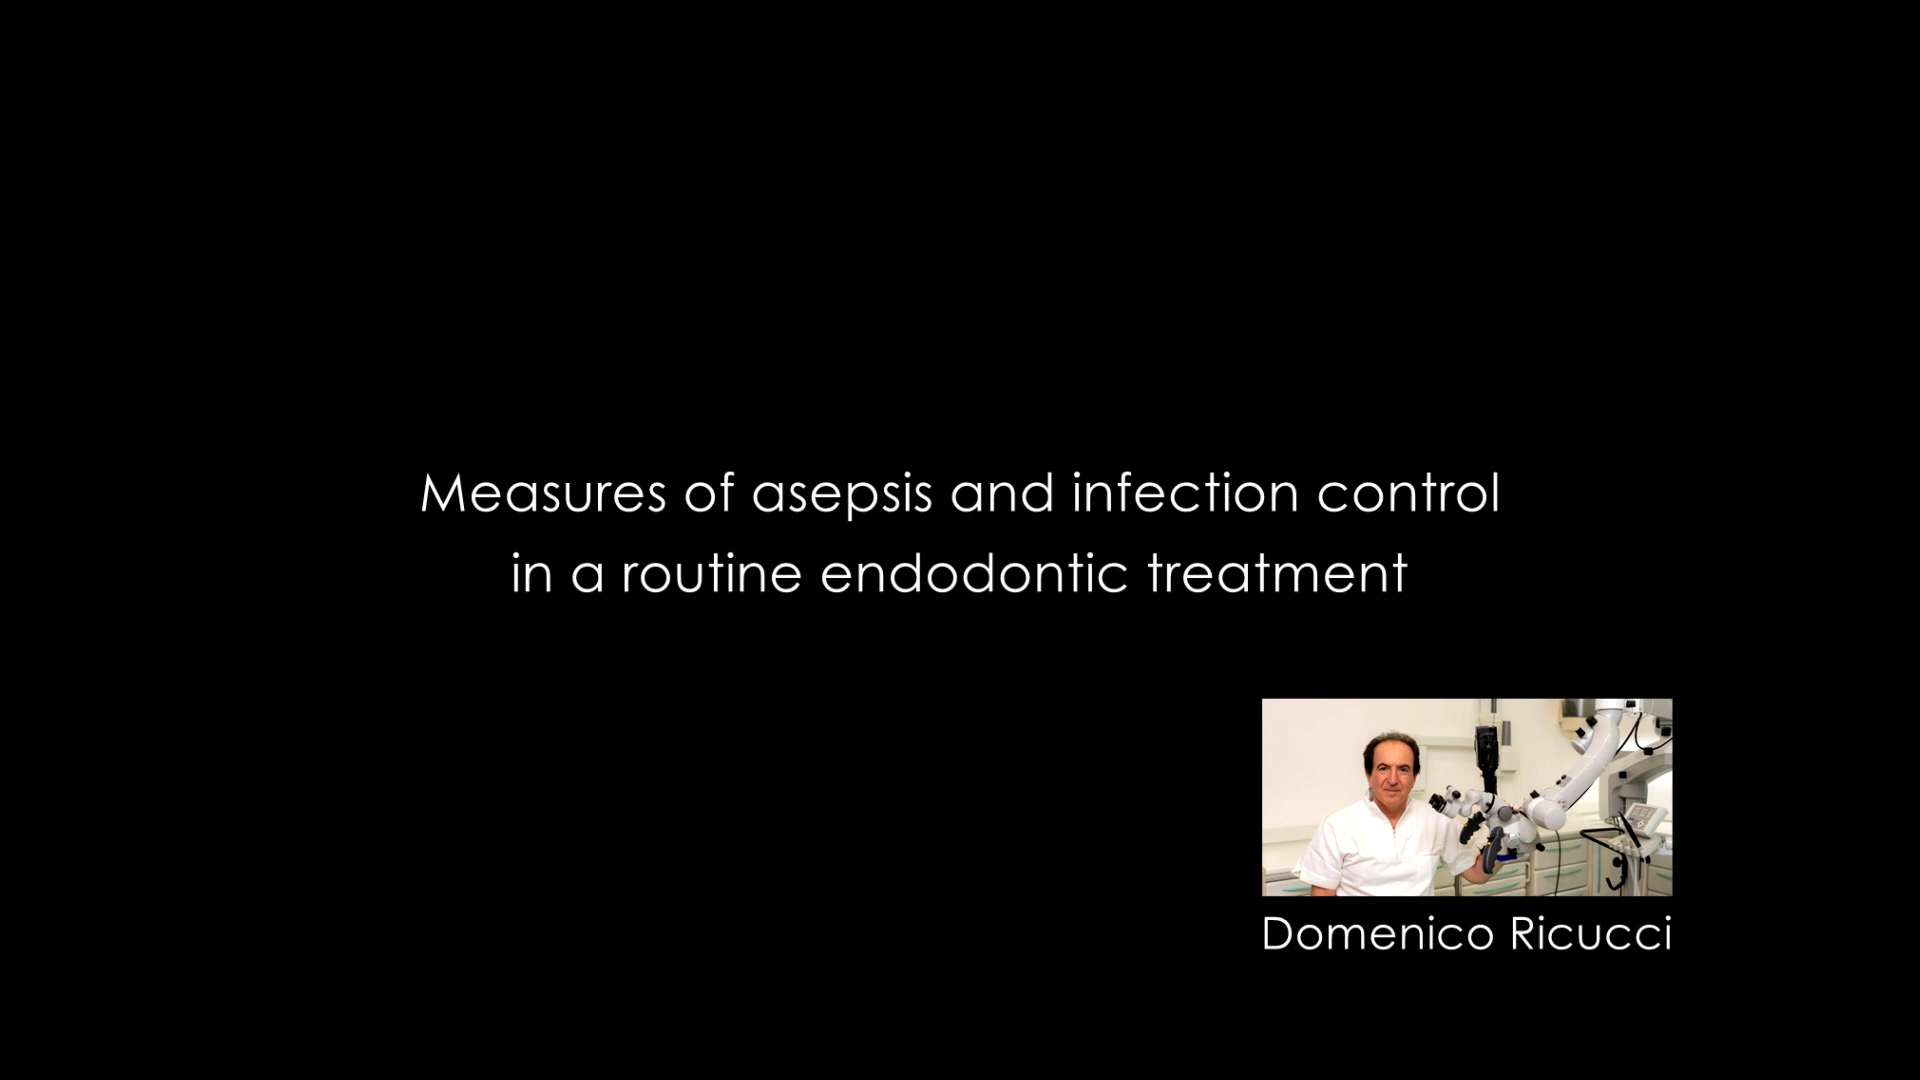 Measures of asepsis and infection control
in a routine endodontic treatment
Domenico Ricucci